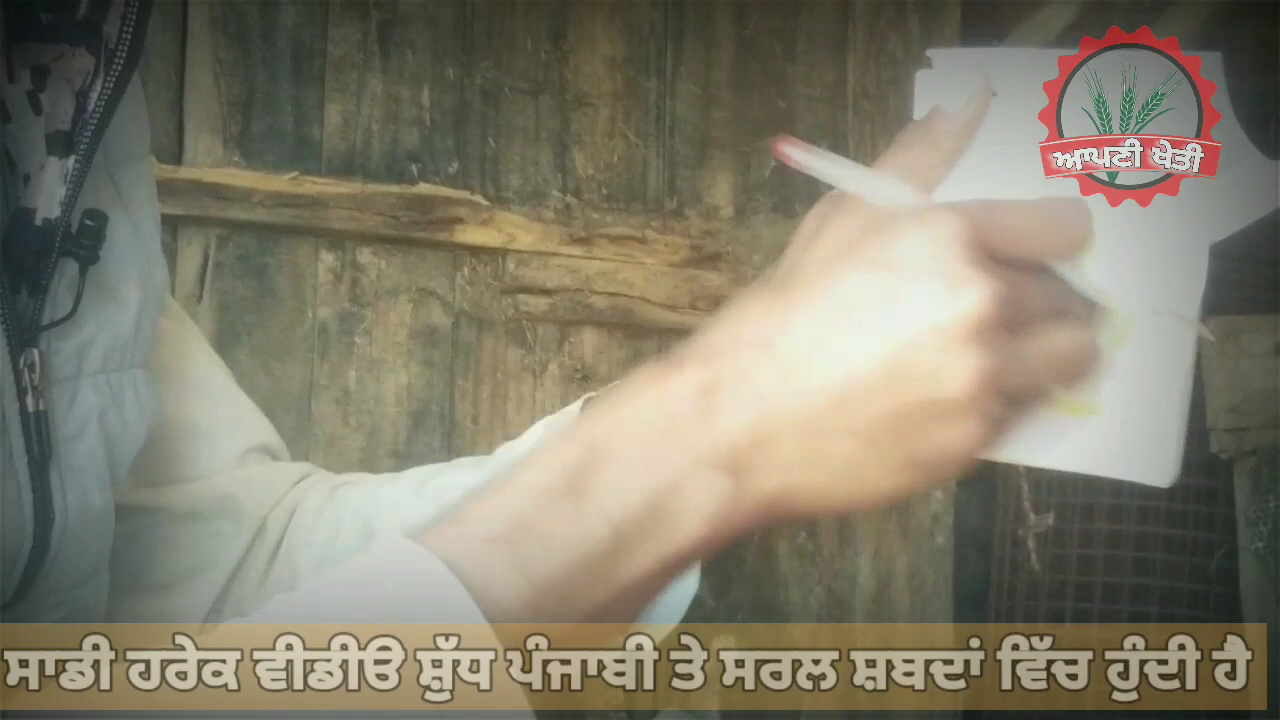 ਆਪਣੀ ਖੇਤੀ
ਸਾਡੀ ਹਰੇਕ ਵੀਡੀਓ ਸ਼ੁੱਧ ਪੰਜਾਬੀ ਤੇ ਸਰਲ ਸ਼ਬਦਾਂ ਵਿੱਚ ਹੁੰਦੀ ਹੈ